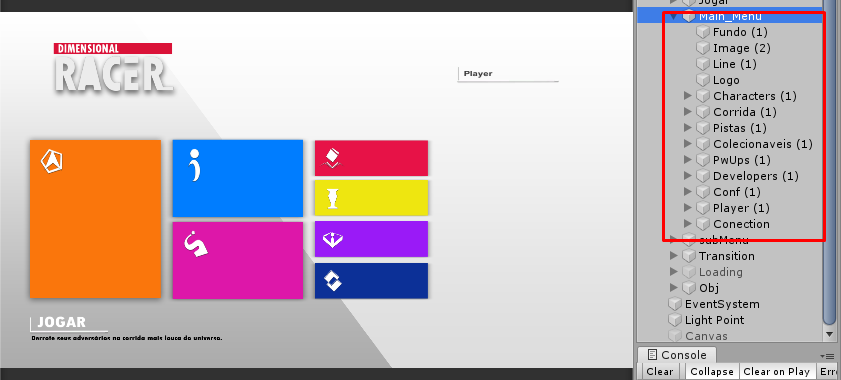 DIMENSIONAL
RACER
Player
JOGAR
Derrote seus adversários na corrida mais louca do universo.
Jogar
Main_Menu
Fundo (1)
Image (2)
Line (1)
Logo
Characters (1)
Corrida (1)
Pistas (1)
Colecionaveis (1)
PwUps (1)
Developers (1)
Conf (1)
Player (1)
Conection
subMenu
Transition
Loading
Obj
EventSystem
Light Point
Canvas
Console
Clear
Collapse
Clear on Play
Erro